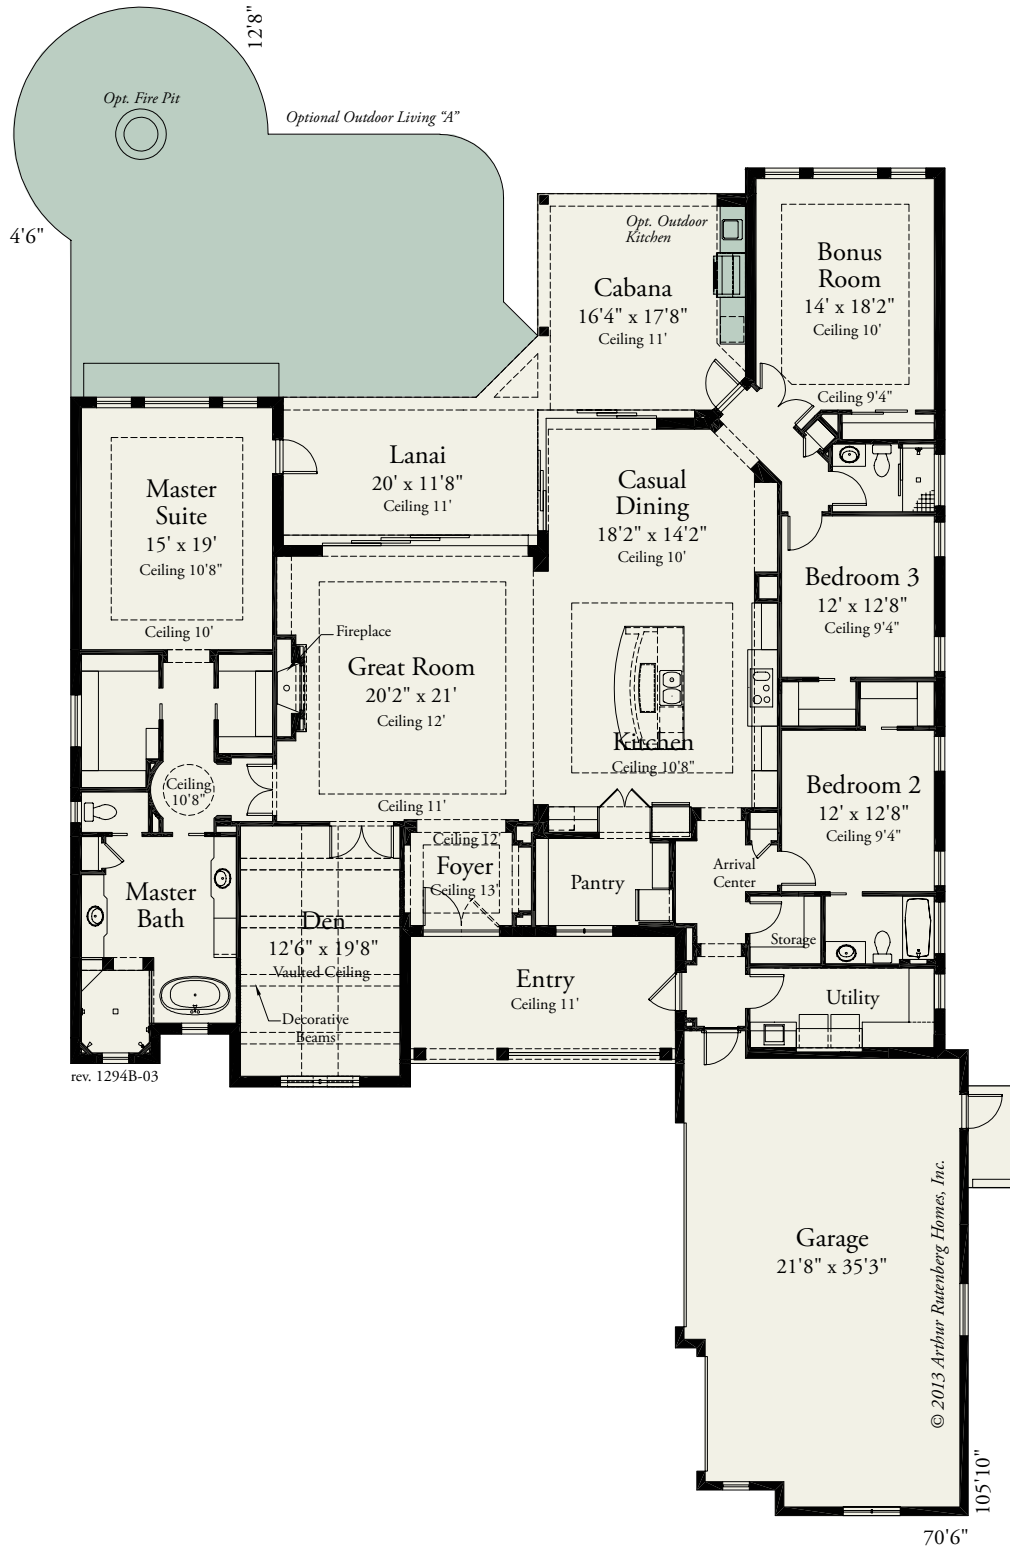 12'8"
Opt. Fire Pit
Optional Outdoor Living “A”
4'6"
Opt. Outdoor
Kitchen
Cabana
16'4" x 17'8"
Ceiling 11'
Bonus
Room
14' x 18'2"
Ceiling 10'
Ceiling 9'4"
Lanai
20' x 11'8"
Ceiling 11'
Master
Suite
15' x 19'
Ceiling 10'8"
Ceiling 10'
Casual
Dining
18'2" x 14'2"
Ceiling 10'
Bedroom 3
12' x 12'8"
Ceiling 9'4"
Fireplace
Great Room
20'2" x 21'
Ceiling 12'
Ceiling 11'
Kitchen
Ceiling 10'8"
Ceiling
10'8"
Bedroom 2
12' x 12'8"
Ceiling 9'4"
Ceiling 12'
Foyer
Ceiling 13'
Pantry
Arrival
Center
Master
Bath
Den
12'6" x 19'8"
Vaulted Ceiling
Decorative
Beams
Storage
Entry
Ceiling 11'
Utility
rev. 1294B-03
Garage
21'8" x 35'3"
© 2013 Arthur Rutenberg Homes, Inc.
105'10"
70'6"